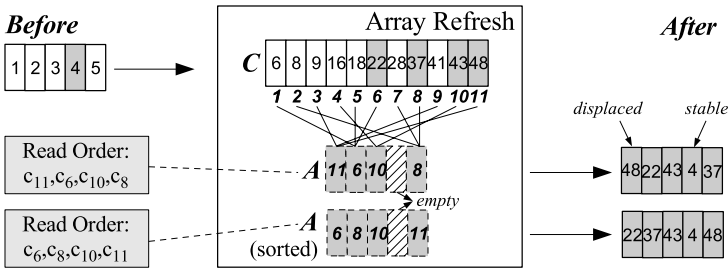 Before
Array Refresh
After
1 2 3 4 5
C 6 8 9 16 18 22 28 37 41 43 48
1 2 3 4 5 6 7 8 9 10 11
displaced stable
Read Order:
c11,c6,c10,c8
A 11 6 10 8
48 22 43 4 37
empty
Read Order:
c6,c8,c10,c11
A
(sorted)
6 8 10 11
22 37 43 4 48